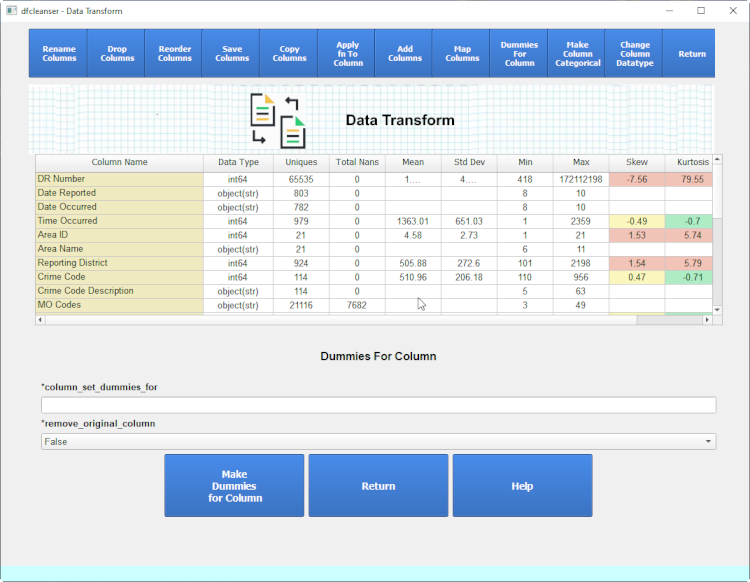 dfcleanser - Data Transform
Rename Columns
Drop Columns
Reorder Columns
Save Columns
Copy Columns
Apply fn To Column
Add Columns
Map Columns
Dummies For Column
Make Column Categorical
Change Column Datatype
Return
Data Transform
Column Name Data Type Uniques Total Nans Mean Std Dev Min Max Skew Kurtosis
DR Number int64 65535 0 1.... 4.... 418 172112198 -7.56 79.55
Date Reported object(str) 803 0 8 10
Date Occurred object(str) 782 0 8 10
Time Occurred int64 979 0 1363.01 651.03 1 2359 -0.49 -0.7
Area ID int64 21 0 4.58 2.73 1 21 1.53 5.74
Area Name object(str) 21 0 6 11
Reporting District int64 924 0 505.88 272.6 101 2198 1.54 5.79
Crime Code int64 114 0 510.96 206.18 110 956 0.47 -0.71
Crime Code Description object(str) 114 0 5 63
MO Codes object(str) 21116 7682 3 49
Dummies For Column
*column_set_dummies_for
*remove_original_column
False
Make
Dummies
for Column
Return
Help